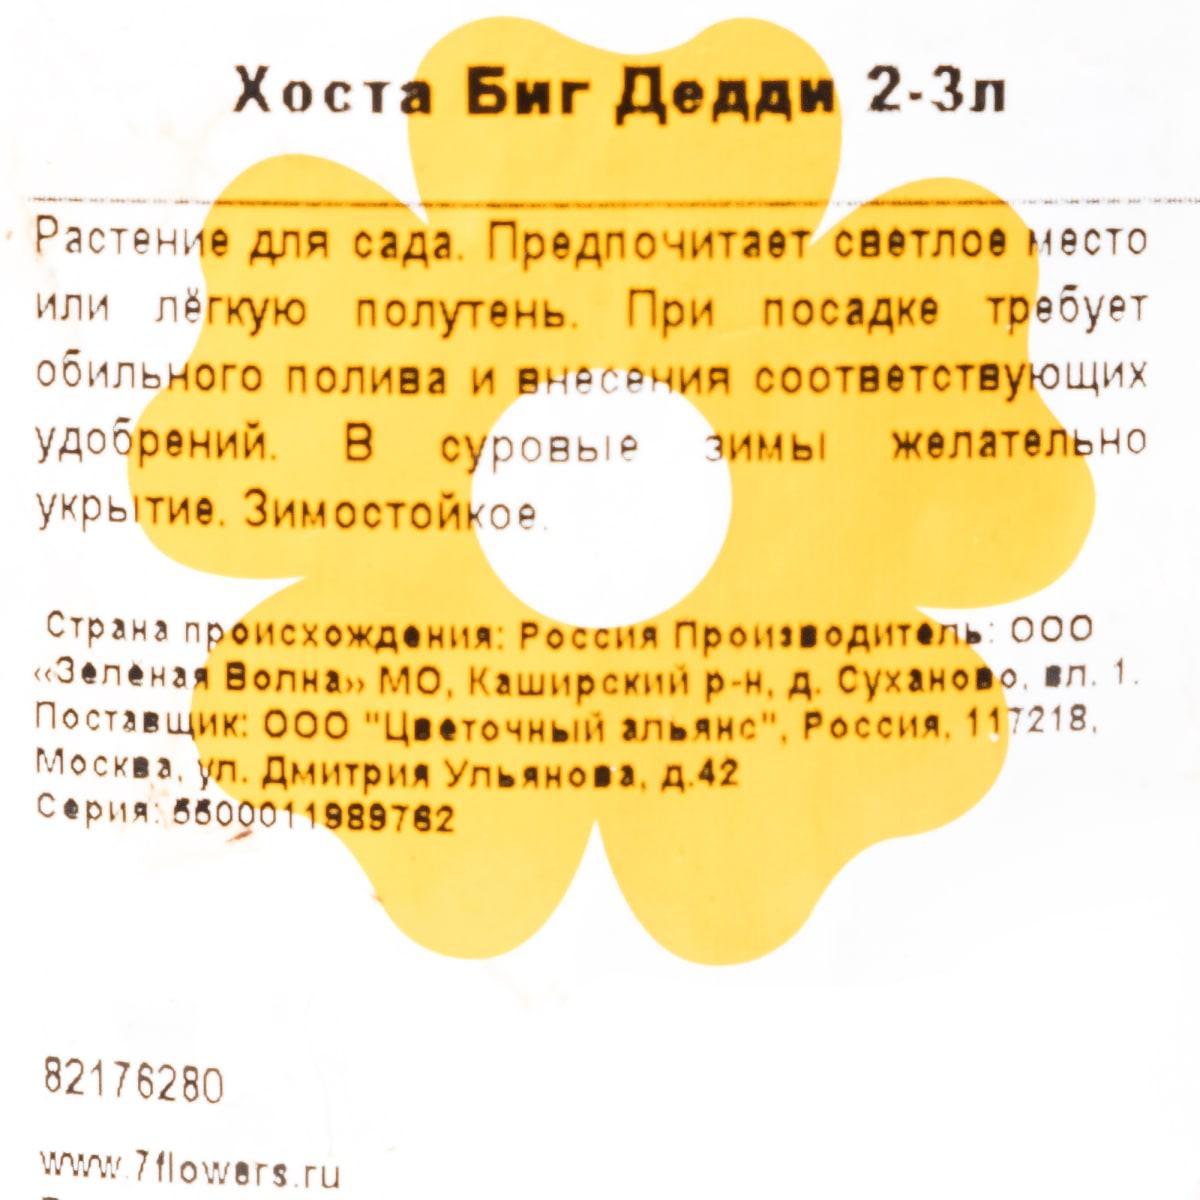 Хоста Биг Дедди 2-3л
Растение для сада. Предпочитает светлое место
или лёгкую полутень. При посадке требует
обильного полива и внесения соответствующих
удобрений. В суровые зимы желательно
укрытие. Зимостойкое.
Страна происхождения: Россия Производитель: ООО
«Зелёная Волна» МО, Каширский р-н, д. Суханово, вл. 1.
Поставщик: ООО "Цветочный альянс", Россия, 117218,
Москва, ул. Дмитрия Ульянова, д.42
Серия:
82176280
www.7flowers.ru